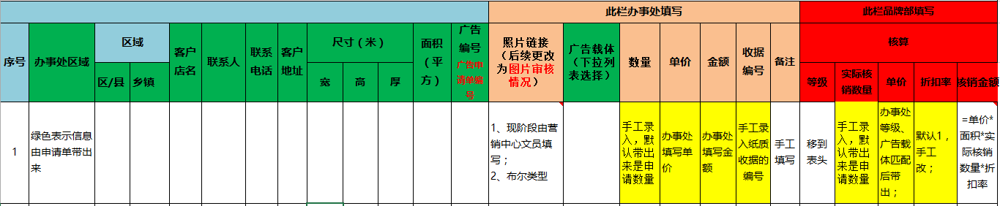 此栏办事处填写
此栏品牌部填写
序号
办事处区域
区域
区/县
乡镇
客户
店名
联系人
联系
电话
客户
地址
尺寸（米）
宽
高
厚
面积
（平
方）
广告
编号
广告申
请单编
号
照片链接
（后续更改
为图片审核
情况）
广告载体
（下拉列
表选择）
数量
单价
金额
收据
编号
备注
核算
等级
实际核
销数量
单价
折扣率
核销金额
1
绿色表示信息
由申请单带出
来
1、现阶段由营
销中心文员填
写；
2、布尔类型
手工录
入，默
认带出
来是申
请数量
办事处
填写单
价
办事处
填写金
额
手工录
入纸质
收据的
编号
手工
填写
移到
表头
手工录
入，默
认带出
来是申
请数量
办事处
等级、
广告载
体匹配
后带
出；
默认1，
手工
改；
=单价*
面积*实
际核销
数量*折
扣率